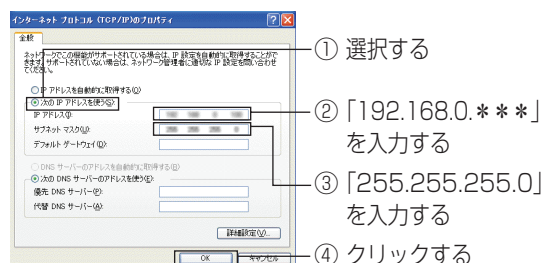 インターネット プロトコル (TCP/IP)のプロパティ
全般
ネットワークでこの機能がサポートされている場合は、IP 設定を自動的に取得することがで
きます。サポートされていない場合は、ネットワーク管理者に適切な IP 設定を問い合わせ
てください。
IP アドレスを自動的に取得する(O)
次の IP アドレスを使う(S):
IP アドレス(I):
サブネット マスク(U):
255 255 255 0
デフォルト ゲートウェイ(D):
DNS サーバーのアドレスを自動的に取得する(B)
次の DNS サーバーのアドレスを使う(E):
優先 DNS サーバー(P):
代替 DNS サーバー(A):
詳細設定(V)...
OK
キャンセル
① 選択する
② 「192.168.0.＊＊＊」
を入力する
③ 「255.255.255.0」
を入力する
④ クリックする